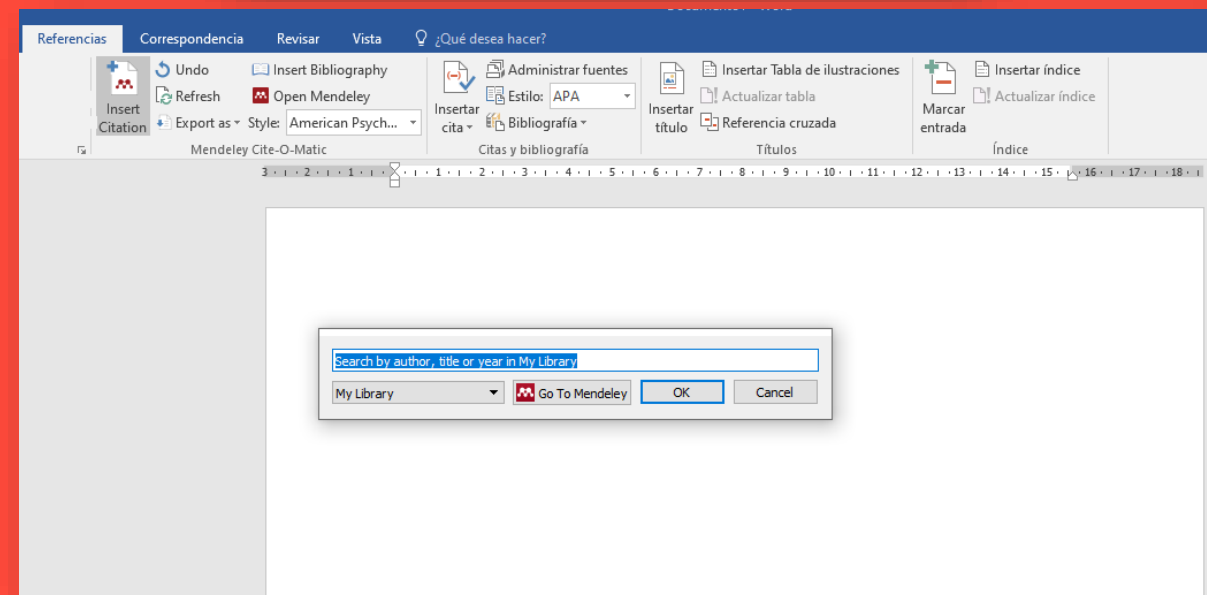 Referencias Correspondencia Revisar Vista ¿Qué desea hacer?
Insert Citation
Undo
Refresh
Export as
Insert Bibliography
Open Mendeley
Style: American Psych...
Mendeley Cite-O-Matic
Insertar cita
Administrar fuentes
Estilo: APA
Bibliografía
Citas y bibliografía
Insertar título
Insertar Tabla de ilustraciones
Actualizar tabla
Referencia cruzada
Títulos
Marcar entrada
Insertar índice
Actualizar índice
Índice
3 2 1 1 2 3 4 5 6 7 8 9 10 11 12 13 14 15 16 17 18
Search by author, title or year in My Library
My Library Go To Mendeley OK Cancel